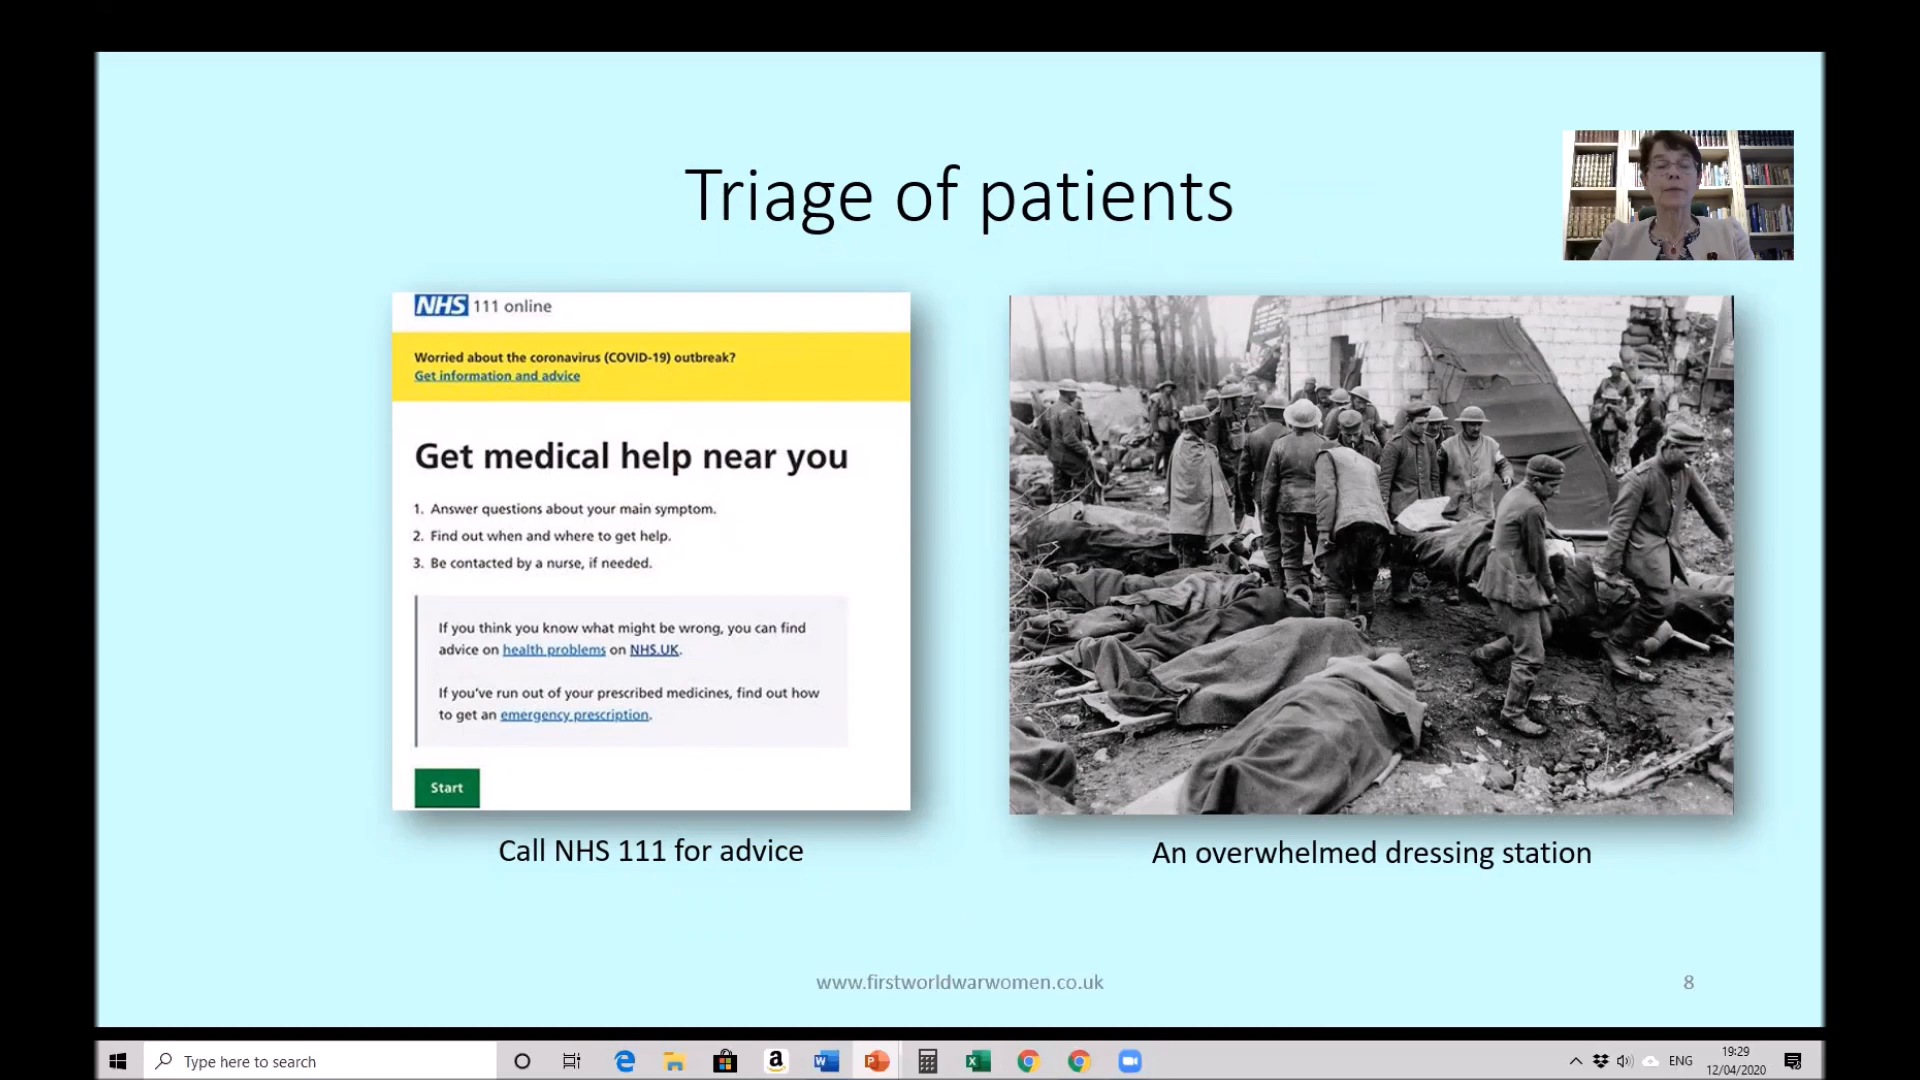 Triage of patients
NHS 111 online
Worried about the coronavirus (COVID-19) outbreak?
Get information and advice
Get medical help near you
1. Answer questions about your main symptom.
2. Find out when and where to get help.
3. Be contacted by a nurse, if needed.
If you think you know what might be wrong, you can find
advice on health problems on NHS.UK.
If you've run out of your prescribed medicines, find out how
to get an emergency prescription.
Start
Call NHS 111 for advice
An overwhelmed dressing station
www.firstworldwarwomen.co.uk
8
Type here to search
ENG
19:29
12/04/2020